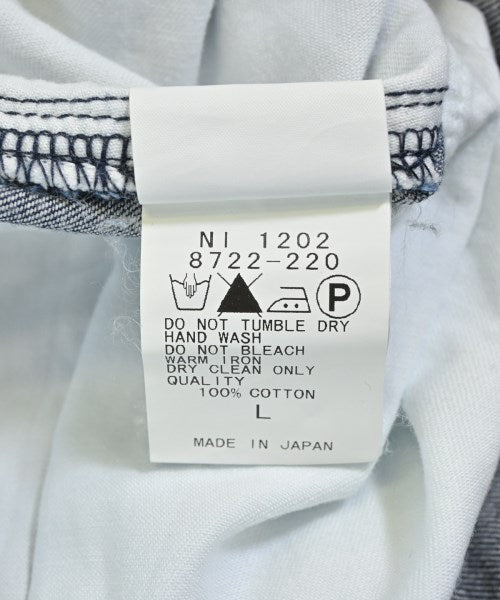 NI 1202
8722-220
P
DO NOT TUMBLE DRY
HAND WASH
DO NOT BLEACH
WARM IRON
DRY CLEAN ONLY
QUALITY
100% COTTON
L
MADE IN JAPAN